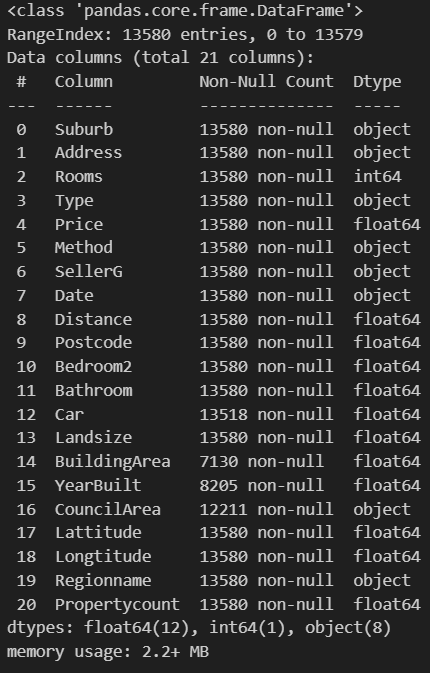 <class 'pandas.core.frame.DataFrame'>
RangeIndex: 13580 entries, 0 to 13579
Data columns (total 21 columns):
 #   Column         Non-Null Count  Dtype
---  ------         --------------  -----
 0   Suburb         13580 non-null  object
 1   Address        13580 non-null  object
 2   Rooms          13580 non-null  int64
 3   Type           13580 non-null  object
 4   Price          13580 non-null  float64
 5   Method         13580 non-null  object
 6   SellerG        13580 non-null  object
 7   Date           13580 non-null  object
 8   Distance       13580 non-null  float64
 9   Postcode       13580 non-null  float64
 10  Bedroom2       13580 non-null  float64
 11  Bathroom       13580 non-null  float64
 12  Car            13518 non-null  float64
 13  Landsize       13580 non-null  float64
 14  BuildingArea   7130 non-null   float64
 15  YearBuilt      8205 non-null   float64
 16  CouncilArea    12211 non-null  object
 17  Lattitude      13580 non-null  float64
 18  Longtitude     13580 non-null  float64
 19  Regionname     13580 non-null  object
 20  Propertycount  13580 non-null  float64
dtypes: float64(12), int64(1), object(8)
memory usage: 2.2+ MB